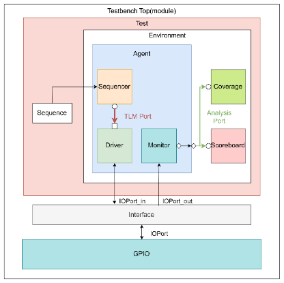 Testbench Top(module)
Test
Environment
Agent
Sequencer
Coverage
Sequence
TLM Port
Analysis
Port
Driver
Monitor
Scoreboard
IOPort_in
IOPort_out
Interface
IOPort
GPIO